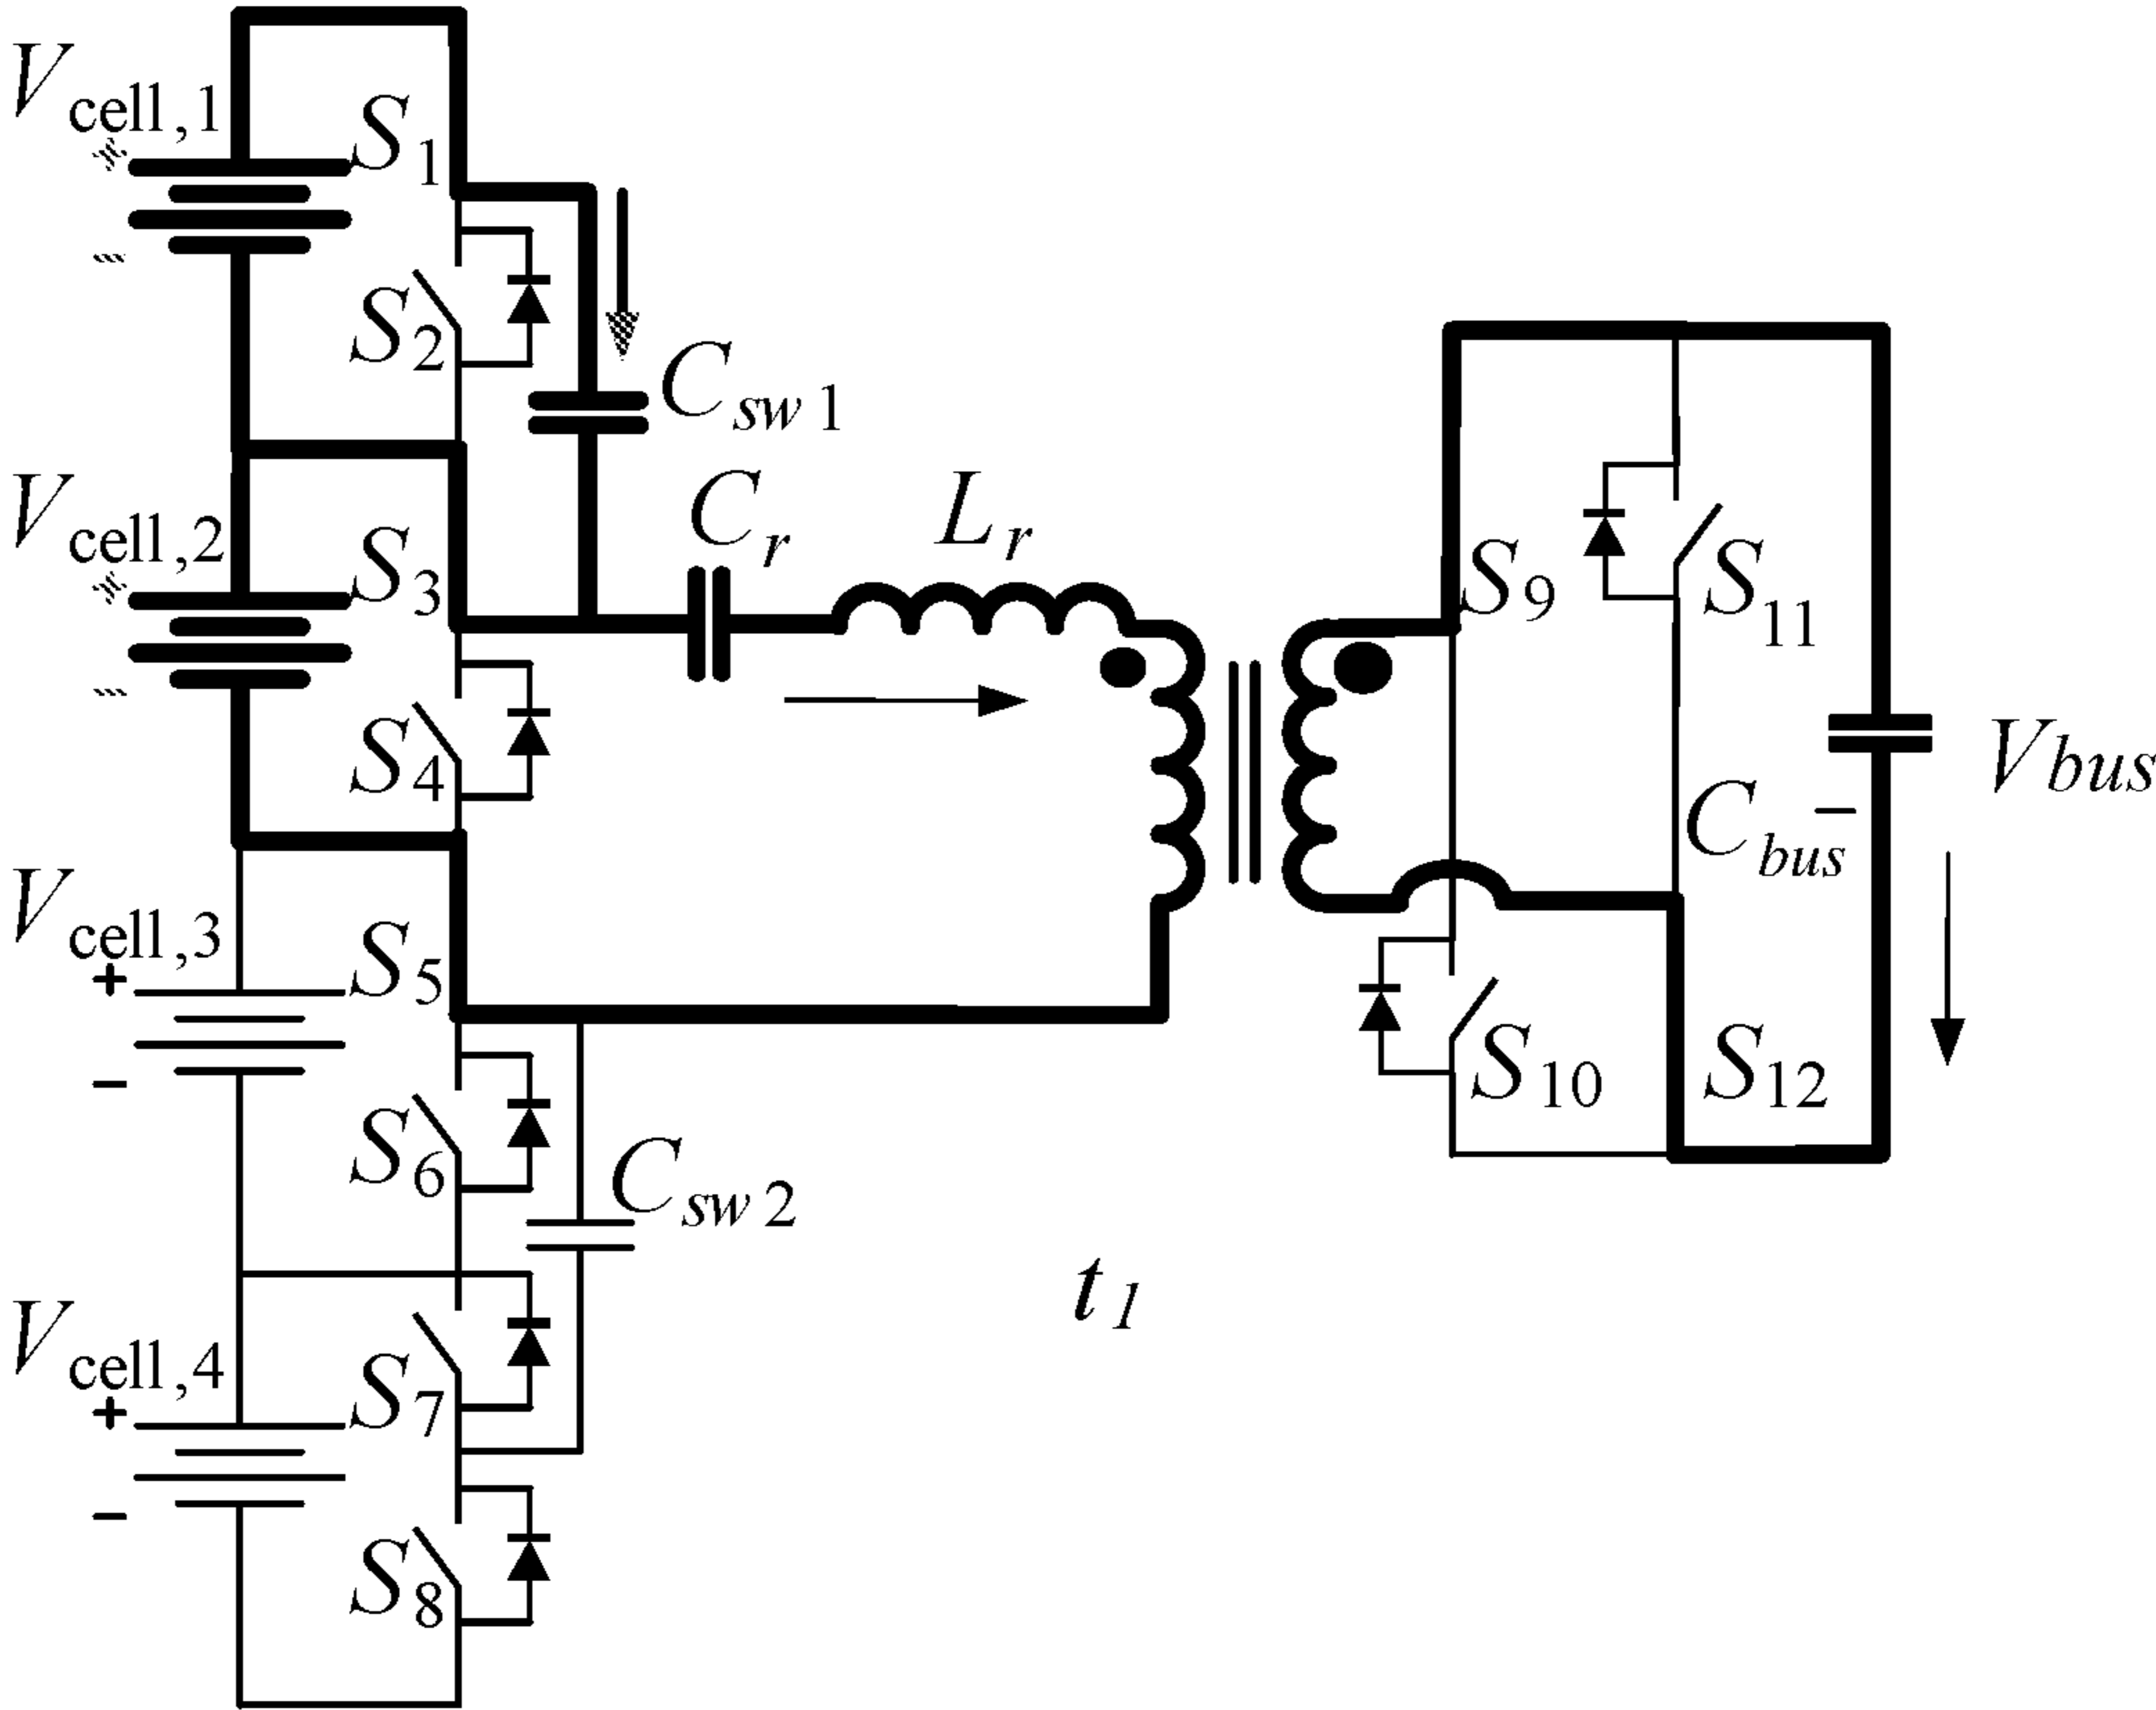 Vcell,1
+
S1
−
S2
Csw1
Vcell,2
+
S3
−
Cr
Lr
S4
S9
S11
Vbus
Cbus
−
Vcell,3
+
S5
−
S6
Csw2
S10
S12
t1
Vcell,4
+
S7
−
S8